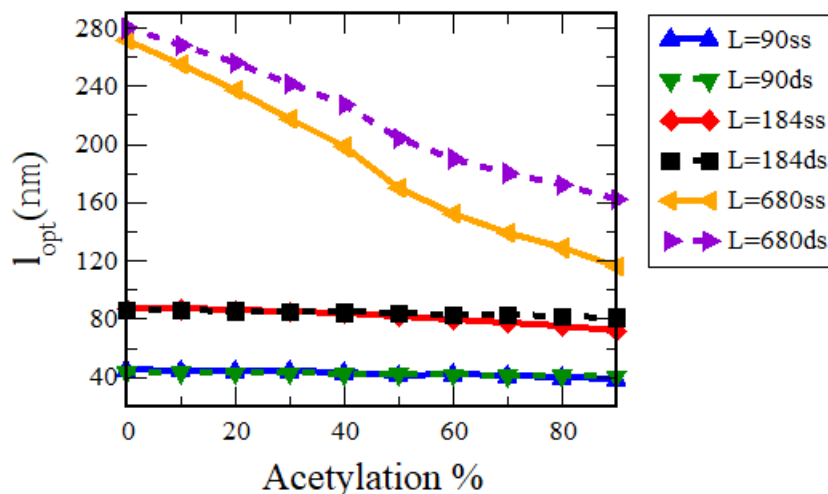 280
240
200
160
120
80
40
l_opt(nm)
0
20
40
60
80
Acetylation %
L=90ss
L=90ds
L=184ss
L=184ds
L=680ss
L=680ds